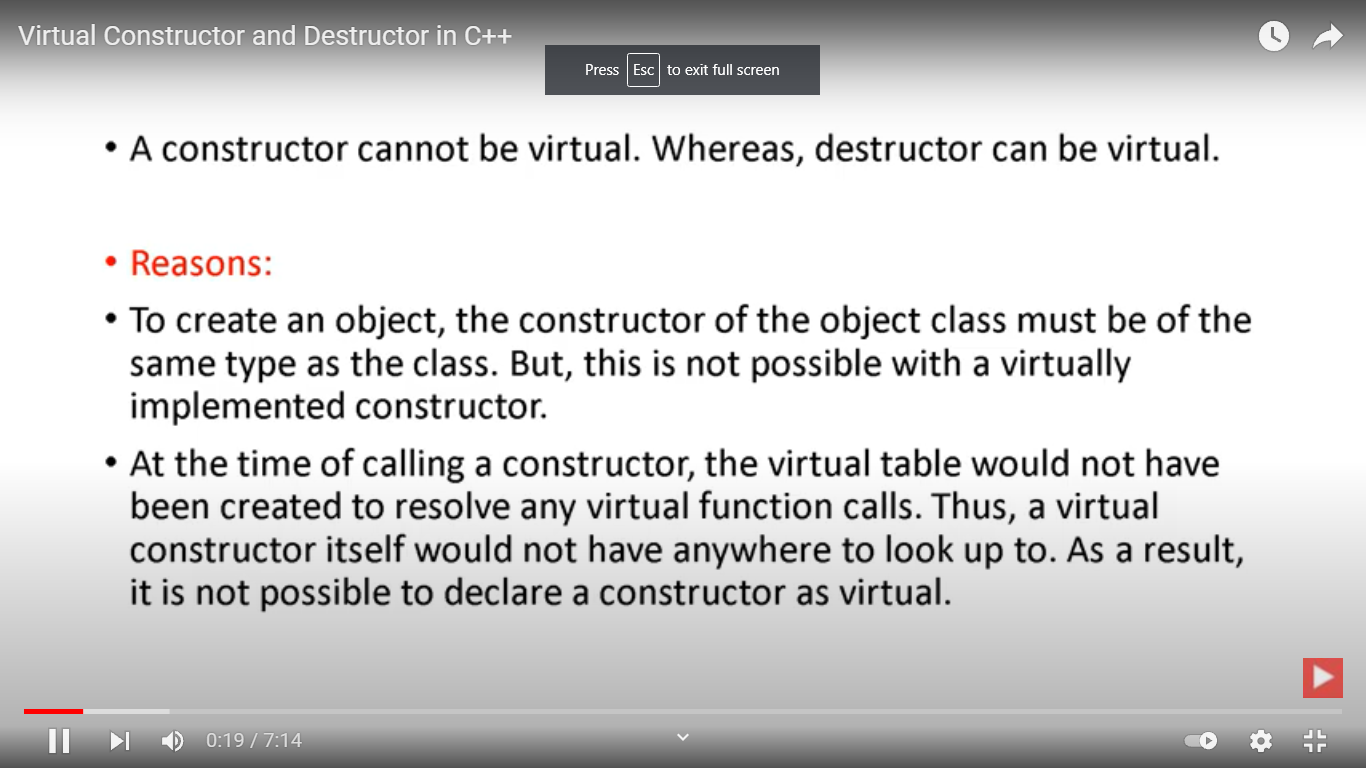 Virtual Constructor and Destructor in C++
Press Esc to exit full screen
• A constructor cannot be virtual. Whereas, destructor can be virtual.
• Reasons:
• To create an object, the constructor of the object class must be of the
same type as the class. But, this is not possible with a virtually
implemented constructor.
• At the time of calling a constructor, the virtual table would not have
been created to resolve any virtual function calls. Thus, a virtual
constructor itself would not have anywhere to look up to. As a result,
it is not possible to declare a constructor as virtual.
0:19 / 7:14